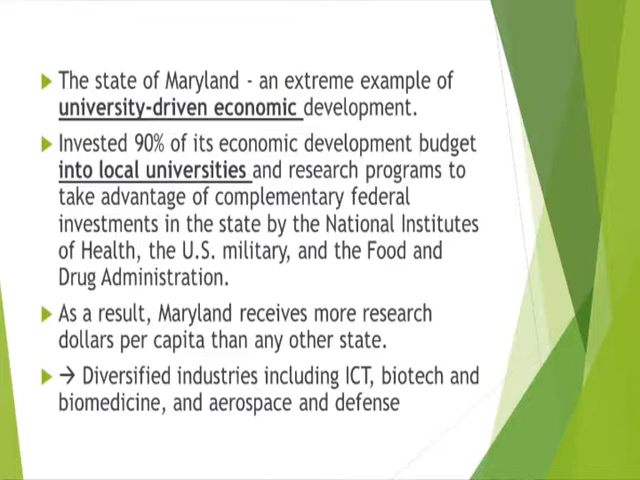 The state of Maryland - an extreme example of
university-driven economic development.
Invested 90% of its economic development budget
into local universities and research programs to
take advantage of complementary federal
investments in the state by the National Institutes
of Health, the U.S. military, and the Food and
Drug Administration.
As a result, Maryland receives more research
dollars per capita than any other state.
→ Diversified industries including ICT, biotech and
biomedicine, and aerospace and defense